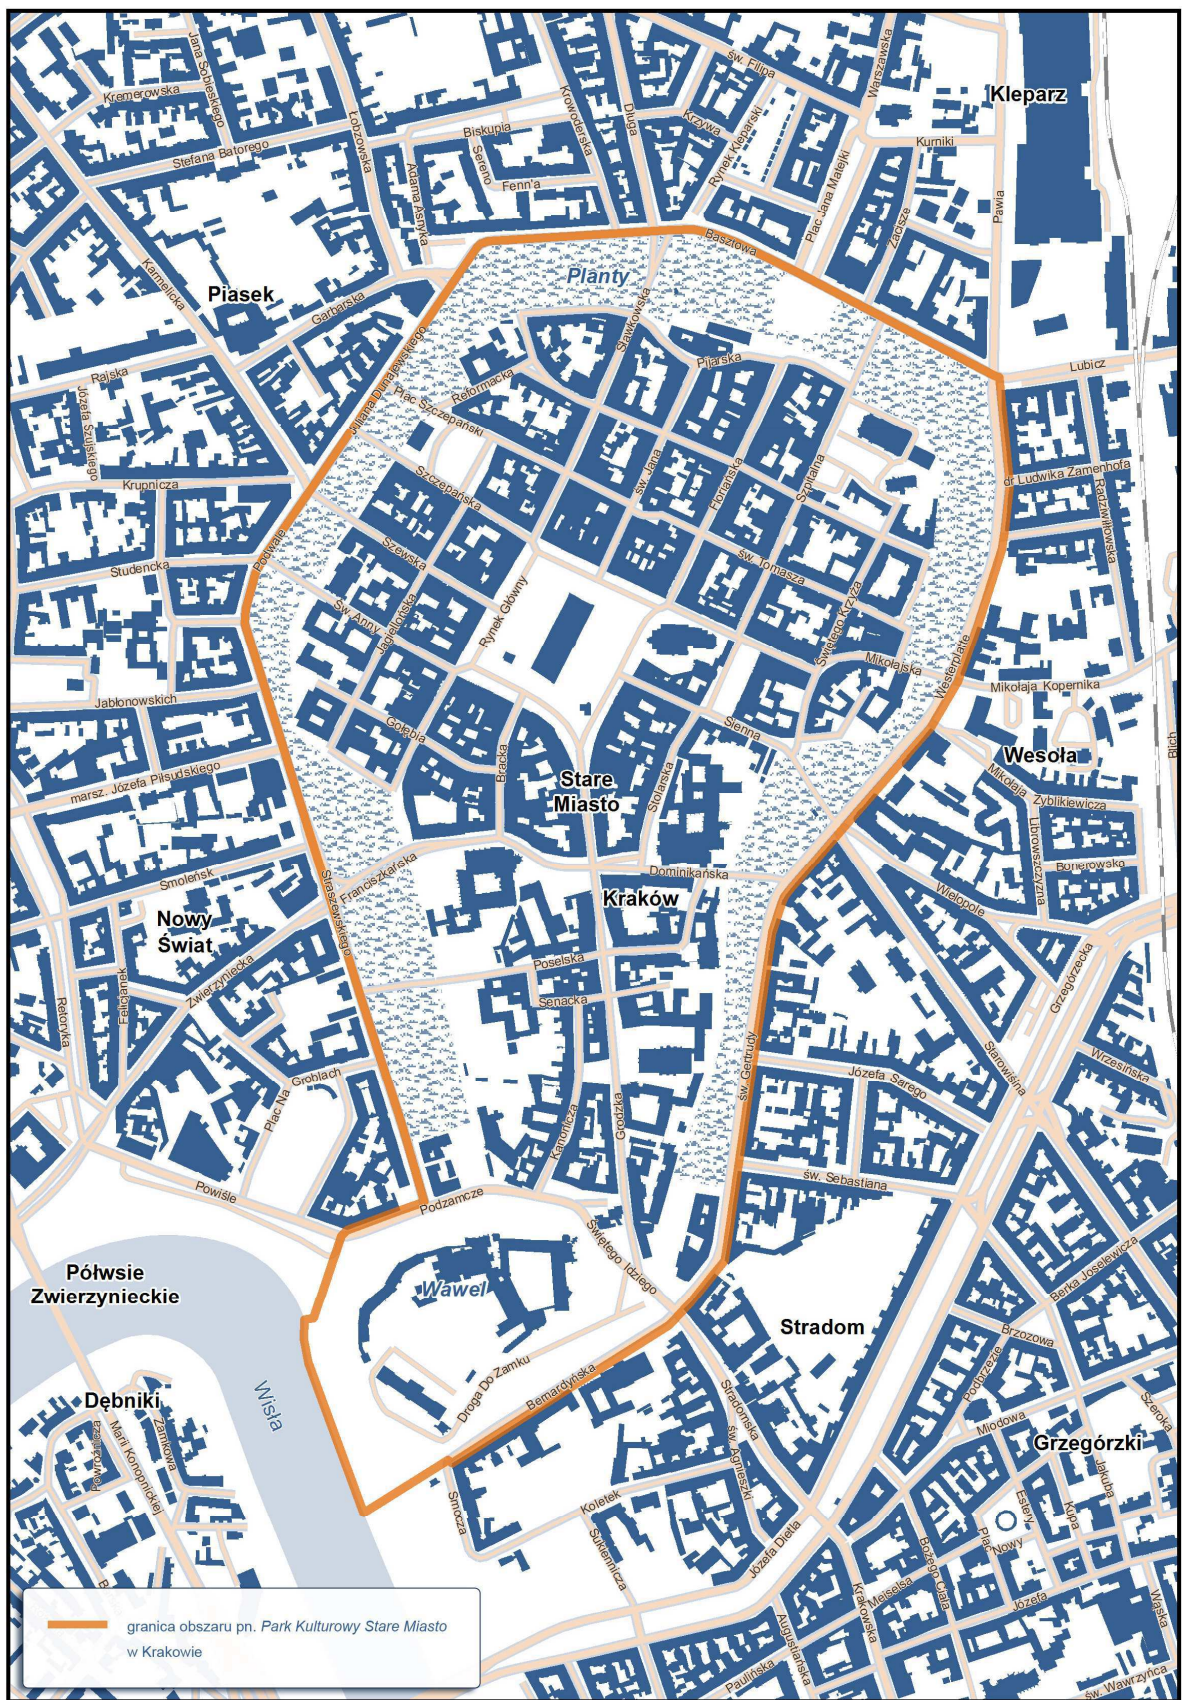 Jana Sobieskiego
św. Filipa
Warszawska
Kleparz
Kremerowska
Łobzowska
Krowoderska
Długa
Krzywa
Rynek Kleparski
Biskupia
Kurniki
Stefana Batorego
Sereno
Fenn'a
Adama Asnyka
Plac Jana Matejki
Zacisze
Pawia
Basztowa
Karmelicka
Planty
Piasek
Garbarska
Sławkowska
Pijarska
Lubicz
Rajska
Juliana Dunajewskiego
Reformacka
Plac Szczepański
Józefa Szujskiego
św. Jana
Floriańska
Szpitalna
dr Ludwika Zamenhofa
Krupnicza
Szczepańska
Radziwiłłowska
Podwale
Szewska
św. Tomasza
Studencka
Św. Anny
Jagiellońska
Rynek Główny
Świętego Krzyża
Mikołajska
Westerplatte
Mikołaja Kopernika
Jabłonowskich
Gołębia
Bracka
Sienna
Blich
Wesoła
marsz. Józefa Piłsudskiego
Stare
Miasto
Stolarska
Mikołaja
Zyblikiewicza
Librowszczyzna
Bonerowska
Smoleńsk
Straszewskiego
Franciszkańska
Dominikańska
Kraków
Wielopole
Nowy
Świat
Zwierzyniecka
Poselska
Senacka
Grzegórzecka
Retoryka
Felicjanek
Starowiślna
Wrzesińska
św. Gertrudy
Józefa Sarego
Plac Na
Groblach
Kanonicza
Grodzka
św. Sebastiana
Powiśle
Podzamcze
Świętego Idziego
Berka Joselewicza
Półwsie
Zwierzynieckie
Wawel
Stradom
Brzozowa
Podbrzezie
Wisła
Droga Do Zamku
Bernardyńska
Stradomska
Dębniki
Powroźnicza
Marii Konopnickiej
Zamkowa
Miodowa
Szeroka
Grzegórzki
św. Agnieszki
Jakuba
Smocza
Koletek
Sukiennicza
Estery
Kupa
Plac
Nowy
Józefa Dietla
Bożego Ciała
Meiselsa
Krakowska
Józefa
Wąska
Augustiańska
Paulińska
św. Wawrzyńca
granica obszaru pn. Park Kulturowy Stare Miasto
w Krakowie